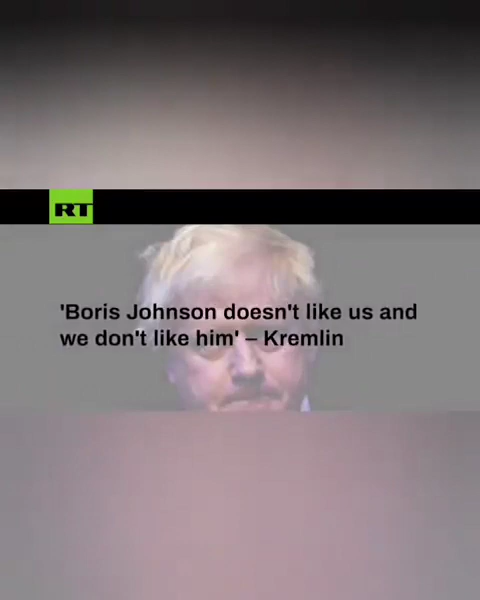 RT
'Boris Johnson doesn't like us and
we don't like him' – Kremlin